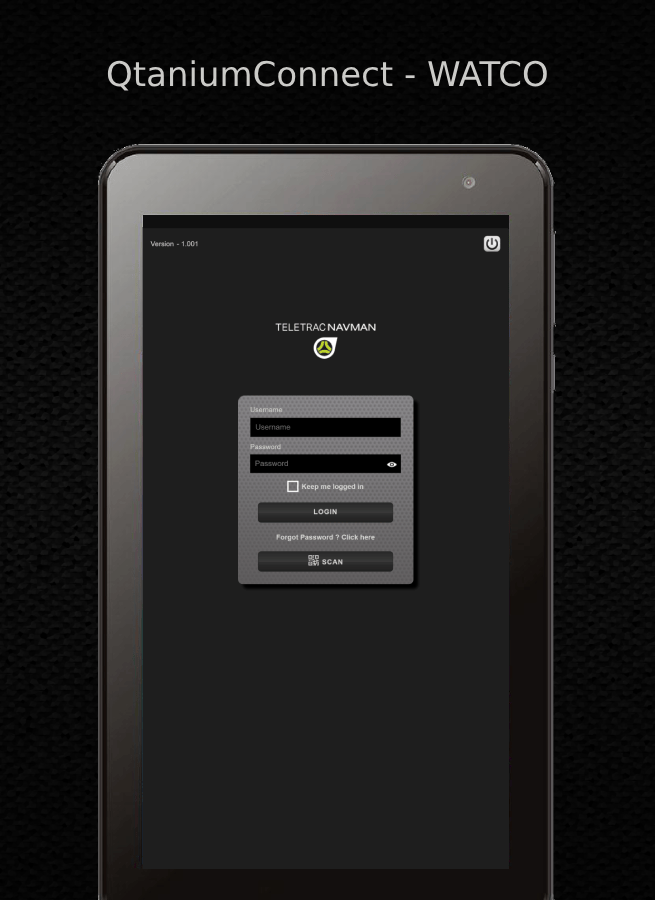 QtaniumConnect - WATCO
Version - 1.001
TELETRAC NAVMAN
Username
Username
Password
Password
Keep me logged in
LOGIN
Forgot Password ? Click here
SCAN